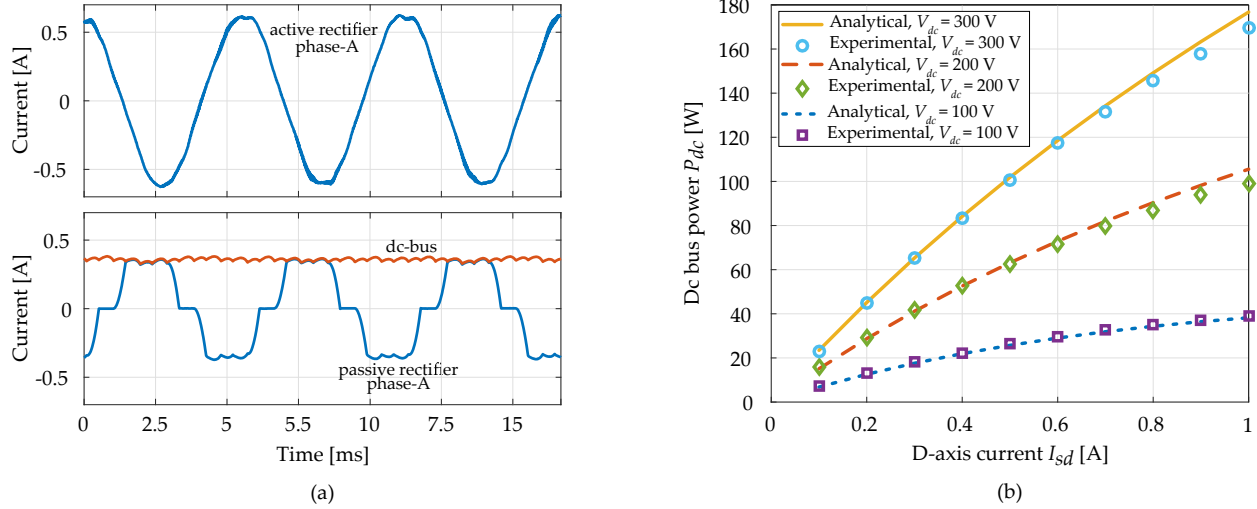 0.5
0
-0.5
Current [A]
active rectifier
phase-A
0.5
0
-0.5
Current [A]
dc-bus
passive rectifier
phase-A
0
2.5
5
5.5
10
7.5
15
Time [ms]
(a)
180
160
140
120
100
80
60
40
20
0
Dc bus power P_dc [W]
Analytical, V_dc = 300 V
Experimental, V_dc = 300 V
Analytical, V_dc = 200 V
Experimental, V_dc = 200 V
Analytical, V_dc = 100 V
Experimental, V_dc = 100 V
0
0.2
0.4
0.6
0.8
1
D-axis current I_sd [A]
(b)